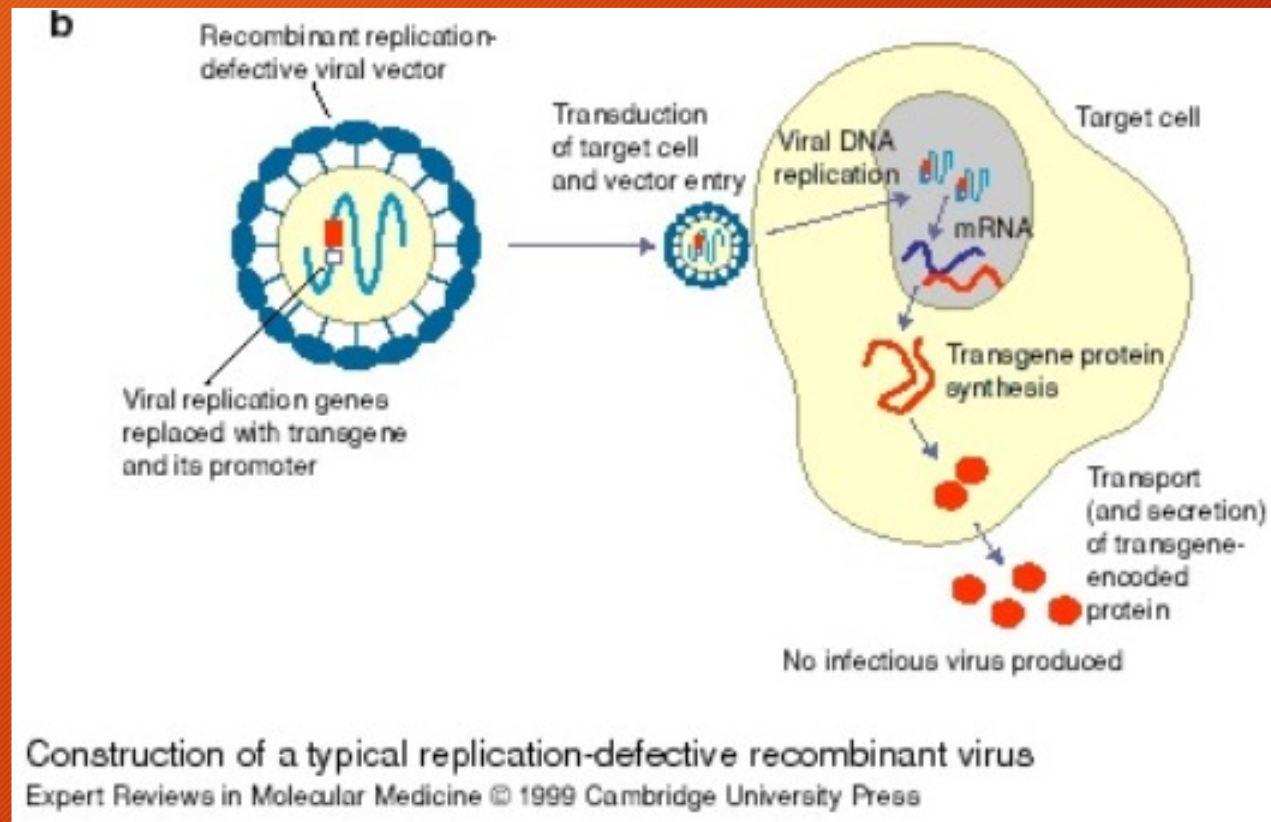 b
Recombinant replication-
defective viral vector
Transduction
of target cell
and vector entry
Viral DNA
replication
Target cell
mRNA
Transgene protein
synthesis
Viral replication genes
replaced with transgene
and its promoter
Transport
(and secretion)
of transgene-
encoded
protein
No infectious virus produced
Construction of a typical replication-defective recombinant virus
Expert Reviews in Molecular Medicine © 1999 Cambridge University Press